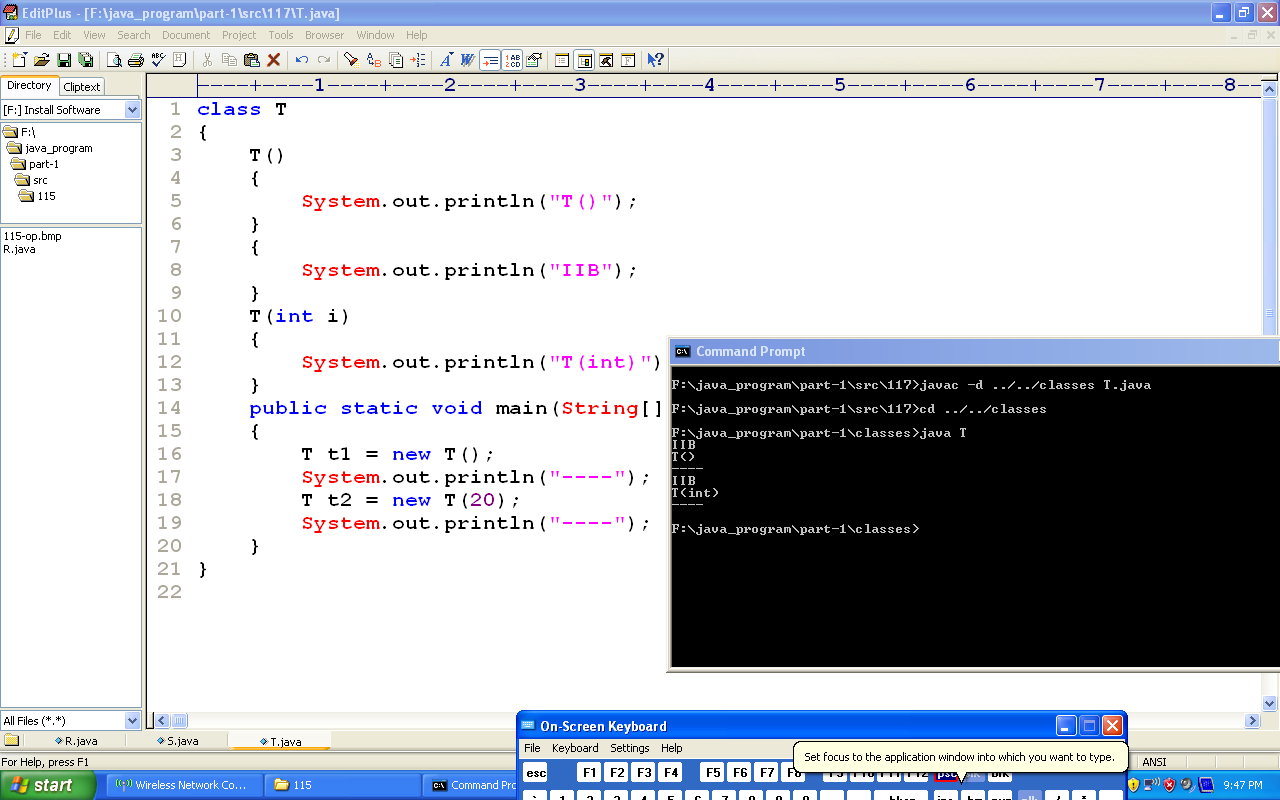 EditPlus - [F:\java_program\part-1\src\117\T.java]
File Edit View Search Document Project Tools Browser Window Help
Directory Cliptext
----+----1----+----2----+----3----+----4----+----5----+----6----+----7----+----8--
[F:] Install Software
F:\
java_program
part-1
src
115
115-op.bmp
R.java
1 class T
2 {
3 T()
4 {
5 System.out.println("T()");
6 }
7 {
8 System.out.println("IIB");
9 }
10 T(int i)
11 {
12 System.out.println("T(int)")
13 }
14 public static void main(String[]
15 {
16 T t1 = new T();
17 System.out.println("----");
18 T t2 = new T(20);
19 System.out.println("----");
20 }
21 }
22
Command Prompt
F:\java_program\part-1\src\117>javac -d ../../classes T.java
F:\java_program\part-1\src\117>cd ../../classes
F:\java_program\part-1\classes>java T
IIB
T()
----
IIB
T(int)
----
F:\java_program\part-1\classes>
All Files (*.*)
R.java S.java T.java
For Help, press F1
ANSI
On-Screen Keyboard
File Keyboard Settings Help
Set focus to the application window into which you want to type.
esc F1 F2 F3 F4 F5 F6 F7 F8
start Wireless Network Co... 115 Command Pro
9:47 PM